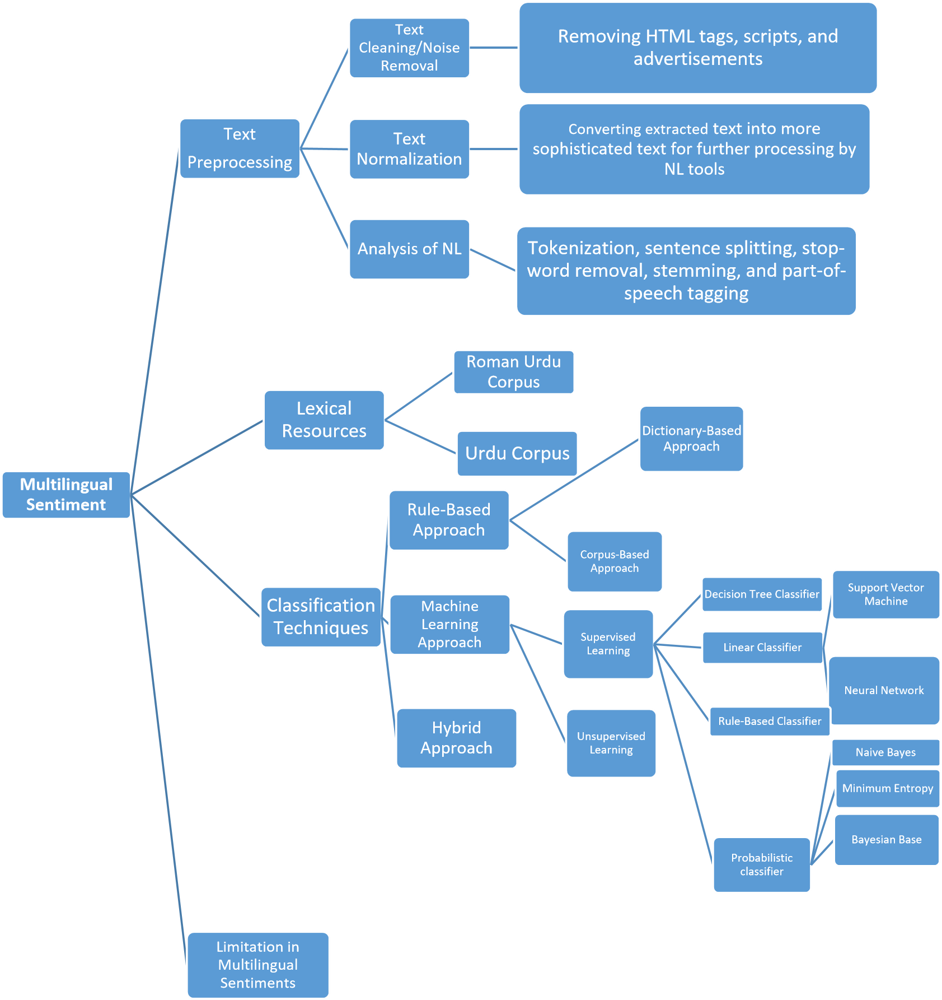 Text
Cleaning/Noise
Removal
Removing HTML tags, scripts, and
advertisements
Text
Preprocessing
Text
Normalization
Converting extracted text into more
sophisticated text for further processing by
NL tools
Analysis of NL
Tokenization, sentence splitting, stop-
word removal, stemming, and part-of-
speech tagging
Lexical
Resources
Roman Urdu
Corpus
Urdu Corpus
Multilingual
Sentiment
Classification
Techniques
Rule-Based
Approach
Dictionary-Based
Approach
Corpus-Based
Approach
Machine
Learning
Approach
Supervised
Learning
Decision Tree Classifier
Linear Classifier
Support Vector
Machine
Neural Network
Rule-Based Classifier
Probabilistic
classifier
Naive Bayes
Minimum Entropy
Bayesian Base
Unsupervised
Learning
Hybrid
Approach
Limitation in
Multilingual
Sentiments